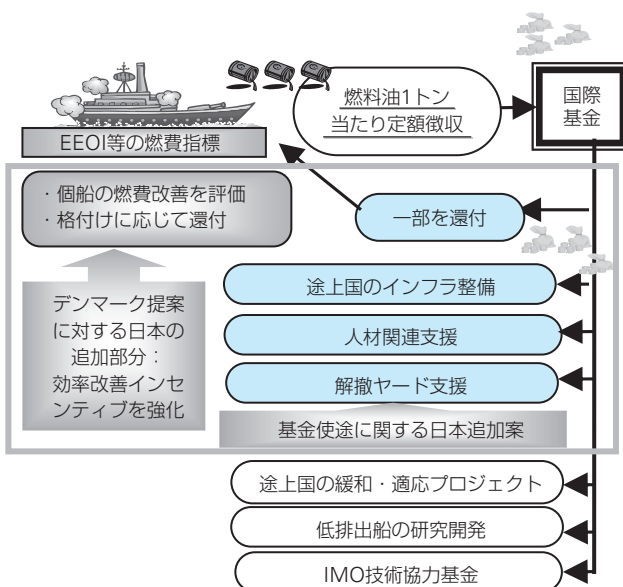 燃料油1トン
当たり定額徴収
国際
基金
EEOI等の燃費指標
・個船の燃費改善を評価
・格付けに応じて還付
一部を還付
デンマーク提案
に対する日本の
追加部分：
効率改善インセ
ンティブを強化
途上国のインフラ整備
人材関連支援
解撤ヤード支援
基金使途に関する日本追加案
途上国の緩和・適応プロジェクト
低排出船の研究開発
IMO技術協力基金